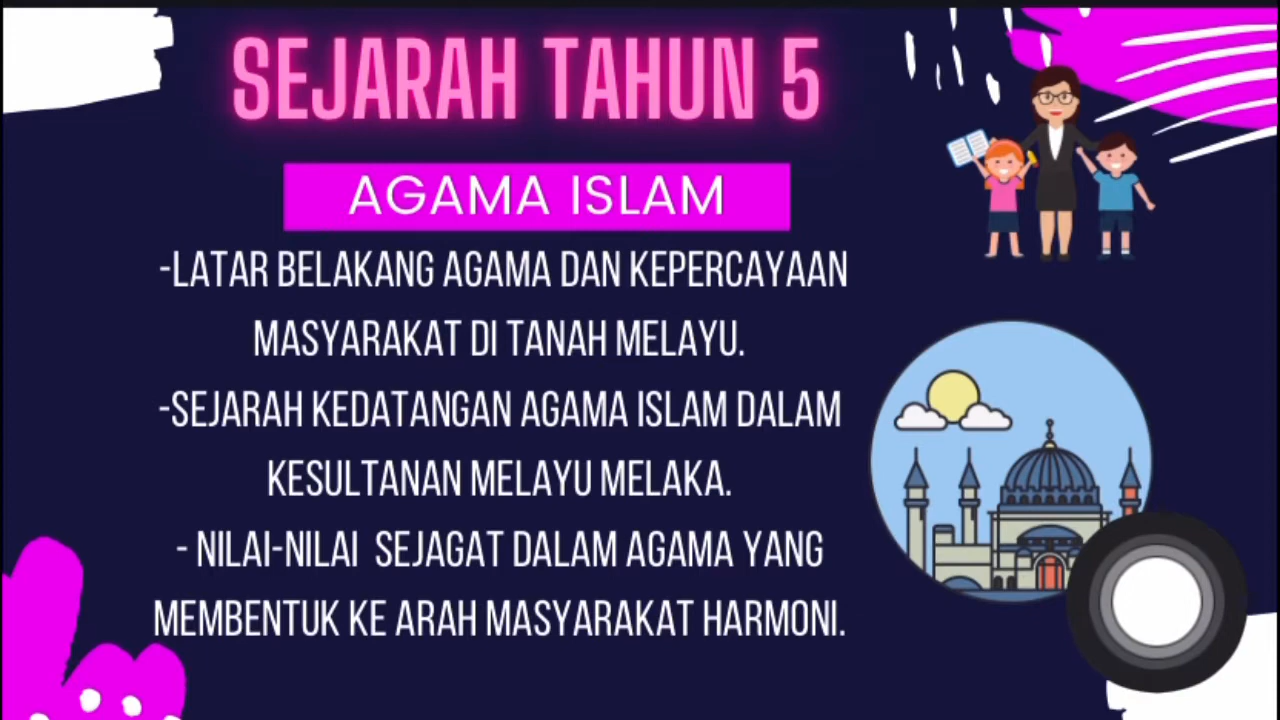 SEJARAH TAHUN 5
AGAMA ISLAM
-LATAR BELAKANG AGAMA DAN KEPERCAYAAN
MASYARAKAT DI TANAH MELAYU.
-SEJARAH KEDATANGAN AGAMA ISLAM DALAM
KESULTANAN MELAYU MELAKA.
- NILAI-NILAI SEJAGAT DALAM AGAMA YANG
MEMBENTUK KE ARAH MASYARAKAT HARMONI.